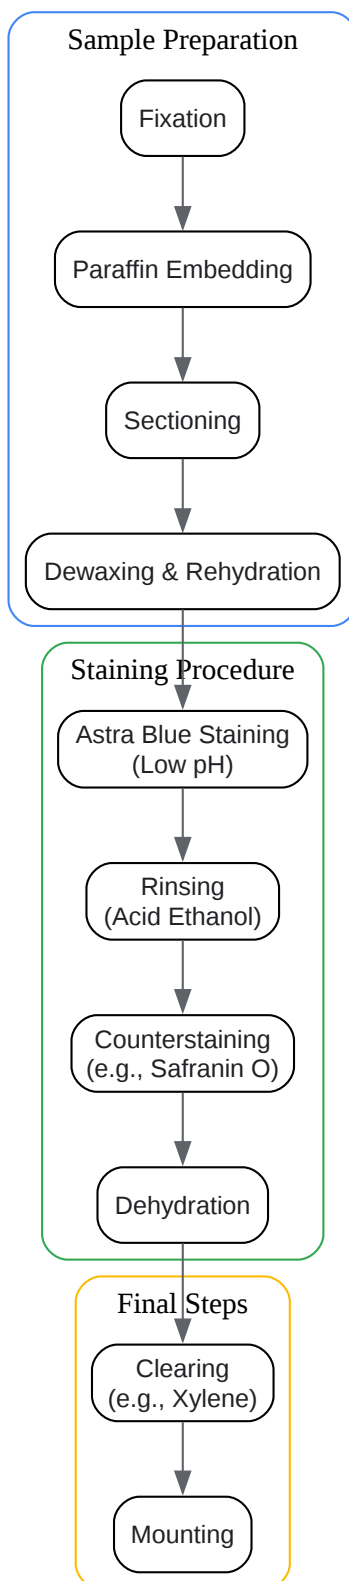 Sample Preparation
Fixation
Paraffin Embedding
Sectioning
Dewaxing & Rehydration
Staining Procedure
Astra Blue Staining
(Low pH)
Rinsing
(Acid Ethanol)
Counterstaining
(e.g., Safranin O)
Dehydration
Final Steps
Clearing
(e.g., Xylene)
Mounting